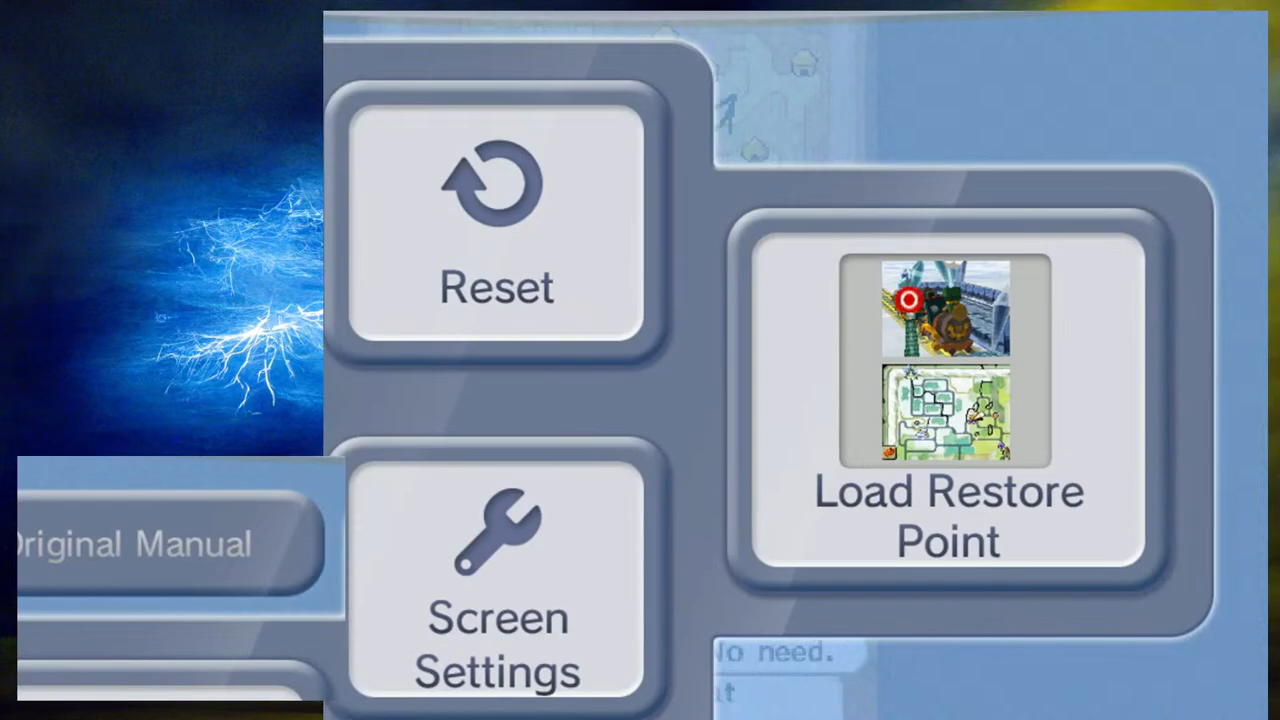 Reset
Load Restore
Point
Original Manual
Screen
Settings
No need.